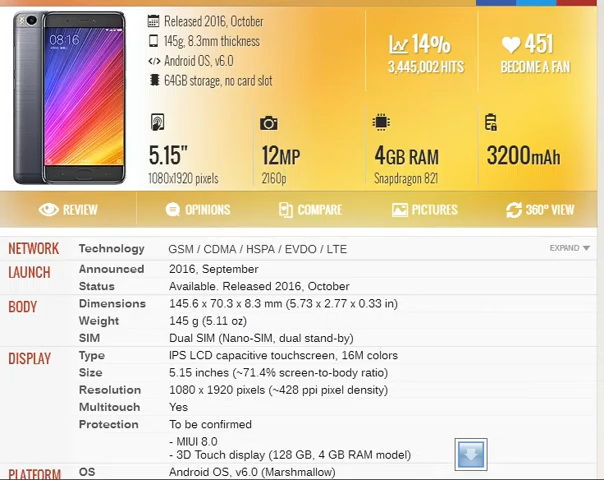 08:16
Released 2016, October
145g, 8.3mm thickness
Android OS, v6.0
64GB storage, no card slot
14%
3,445,002 HITS
451
BECOME A FAN
5.15"
1080x1920 pixels
12MP
2160p
4GB RAM
Snapdragon 821
3200mAh
REVIEW
OPINIONS
COMPARE
PICTURES
360° VIEW
NETWORK Technology GSM / CDMA / HSPA / EVDO / LTE EXPAND ▼
LAUNCH Announced 2016, September
Status Available. Released 2016, October
BODY Dimensions 145.6 x 70.3 x 8.3 mm (5.73 x 2.77 x 0.33 in)
Weight 145 g (5.11 oz)
SIM Dual SIM (Nano-SIM, dual stand-by)
DISPLAY Type IPS LCD capacitive touchscreen, 16M colors
Size 5.15 inches (~71.4% screen-to-body ratio)
Resolution 1080 x 1920 pixels (~428 ppi pixel density)
Multitouch Yes
Protection To be confirmed
- MIUI 8.0
- 3D Touch display (128 GB, 4 GB RAM model)
PLATFORM OS Android OS, v6.0 (Marshmallow)